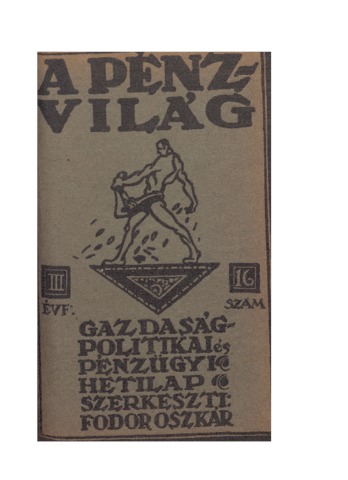 A PÉNZ-
VILÁG
III
ÉVF:
16
SZÁM
GAZDASÁG-
POLITIKAI és
PÉNZÜGYI
HETILAP
SZERKESZTI:
FODOR OSZKÁR